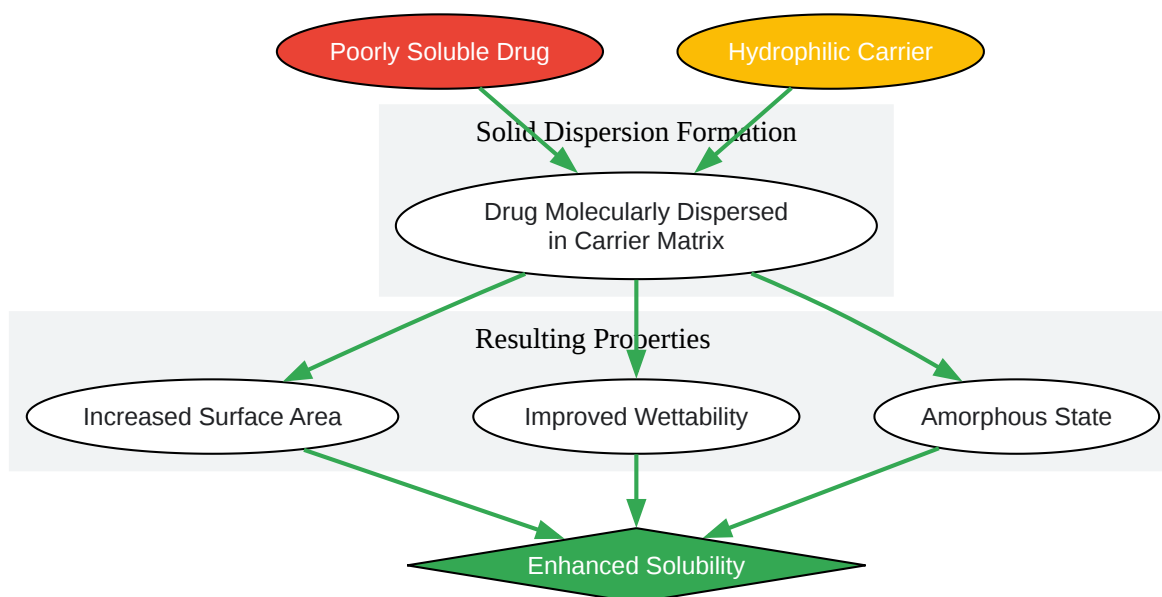 Poorly Soluble Drug
Hydrophilic Carrier
Solid Dispersion Formation
Drug Molecularly Dispersed
in Carrier Matrix
Resulting Properties
Increased Surface Area
Improved Wettability
Amorphous State
Enhanced Solubility